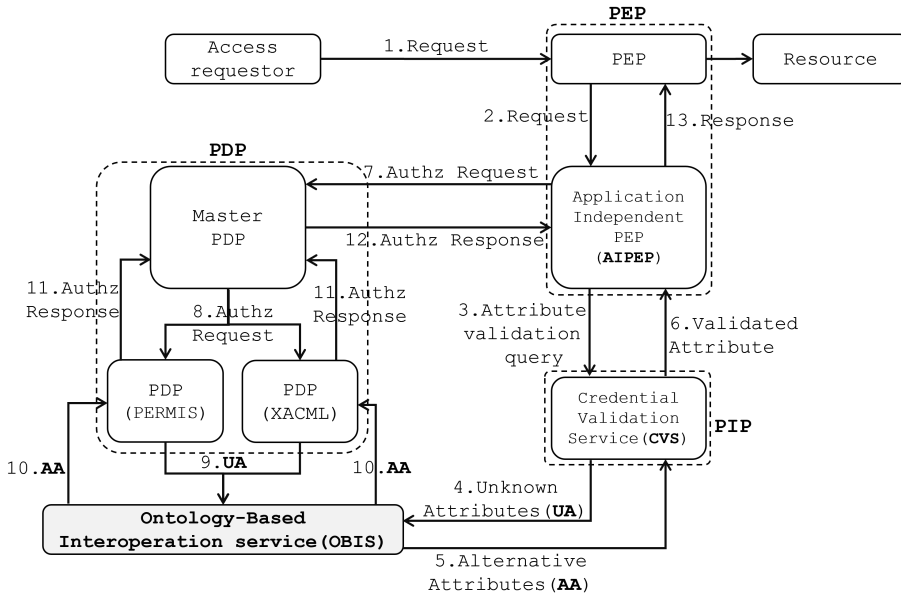 PEP
Access
requestor
1.Request
PEP
Resource
2.Request
13.Response
PDP
7.Authz Request
Master
PDP
Application
Independent
PEP
(AIPEP)
12.Authz Response
11.Authz
Response
8.Authz
Request
11.Authz
Response
3.Attribute
validation
query
6.Validated
Attribute
PDP
(PERMIS)
PDP
(XACML)
Credential
Validation
Service(CVS)
PIP
10.AA
9.UA
10.AA
4.Unknown
Attributes(UA)
Ontology-Based
Interoperation service(OBIS)
5.Alternative
Attributes(AA)